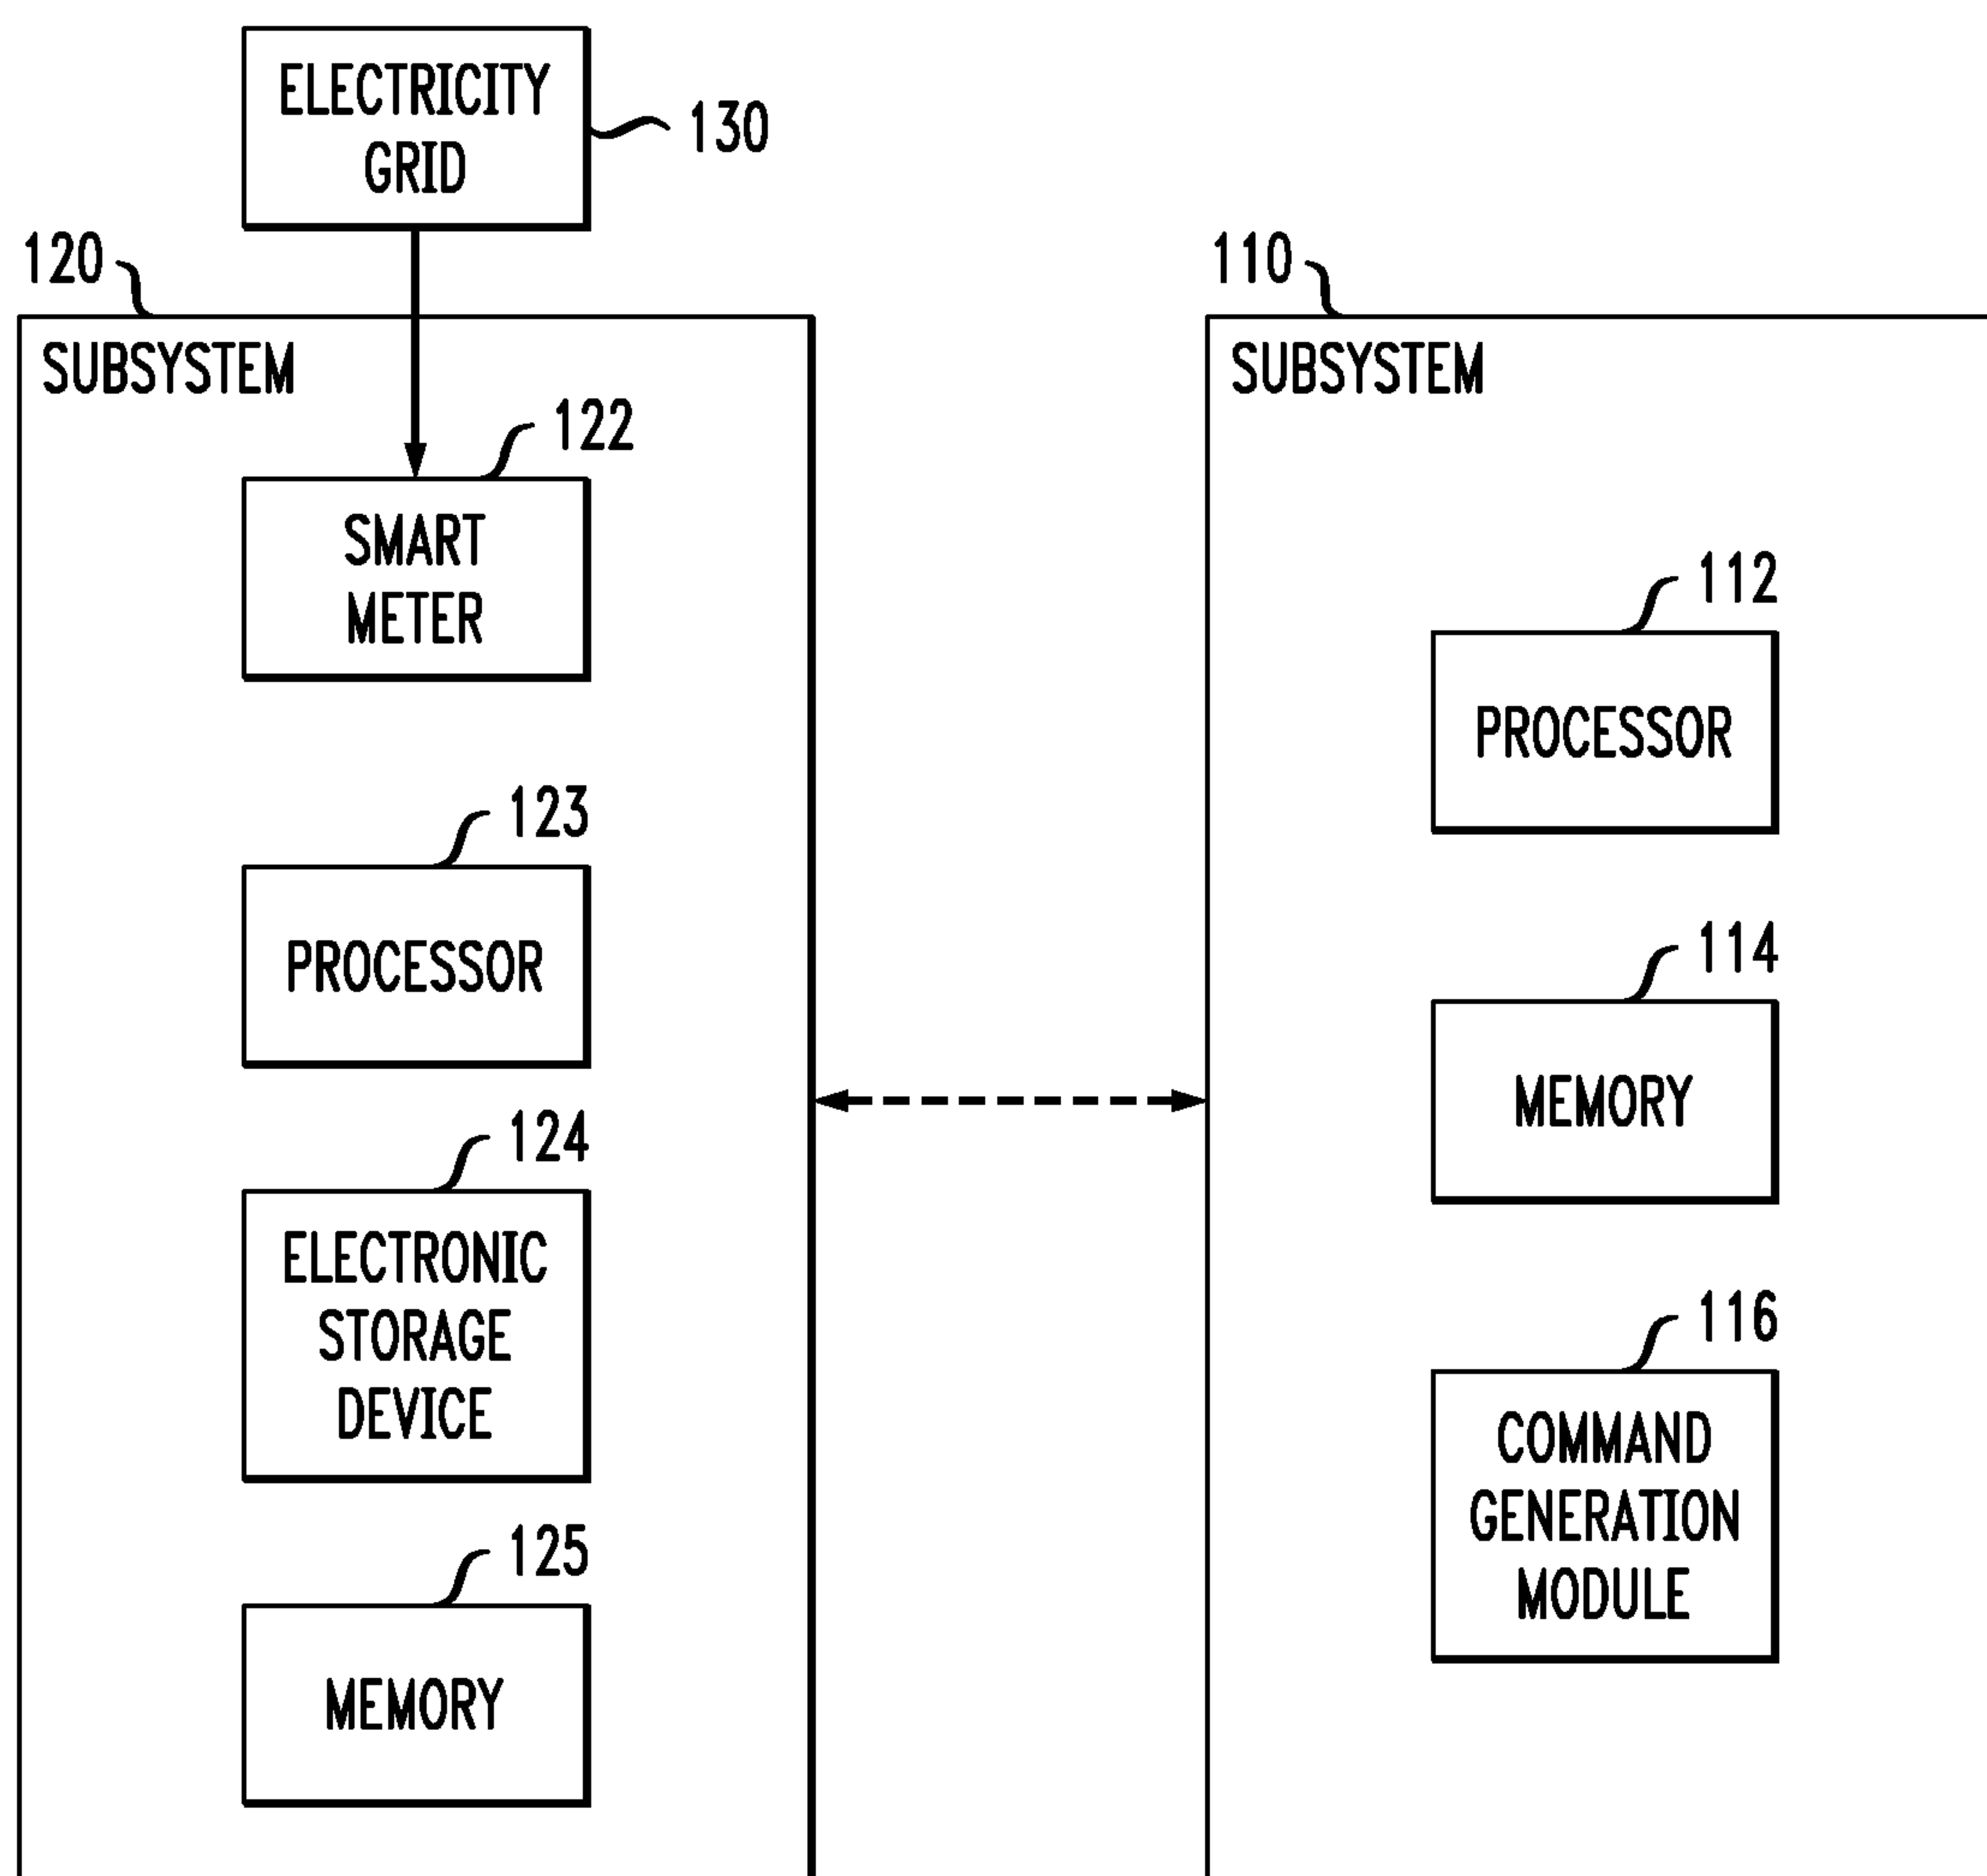 ELECTRICITY
GRID
130
120
SUBSYSTEM
122
SMART
METER
123
PROCESSOR
124
ELECTRONIC
STORAGE
DEVICE
125
MEMORY
110
SUBSYSTEM
112
PROCESSOR
114
MEMORY
116
COMMAND
GENERATION
MODULE